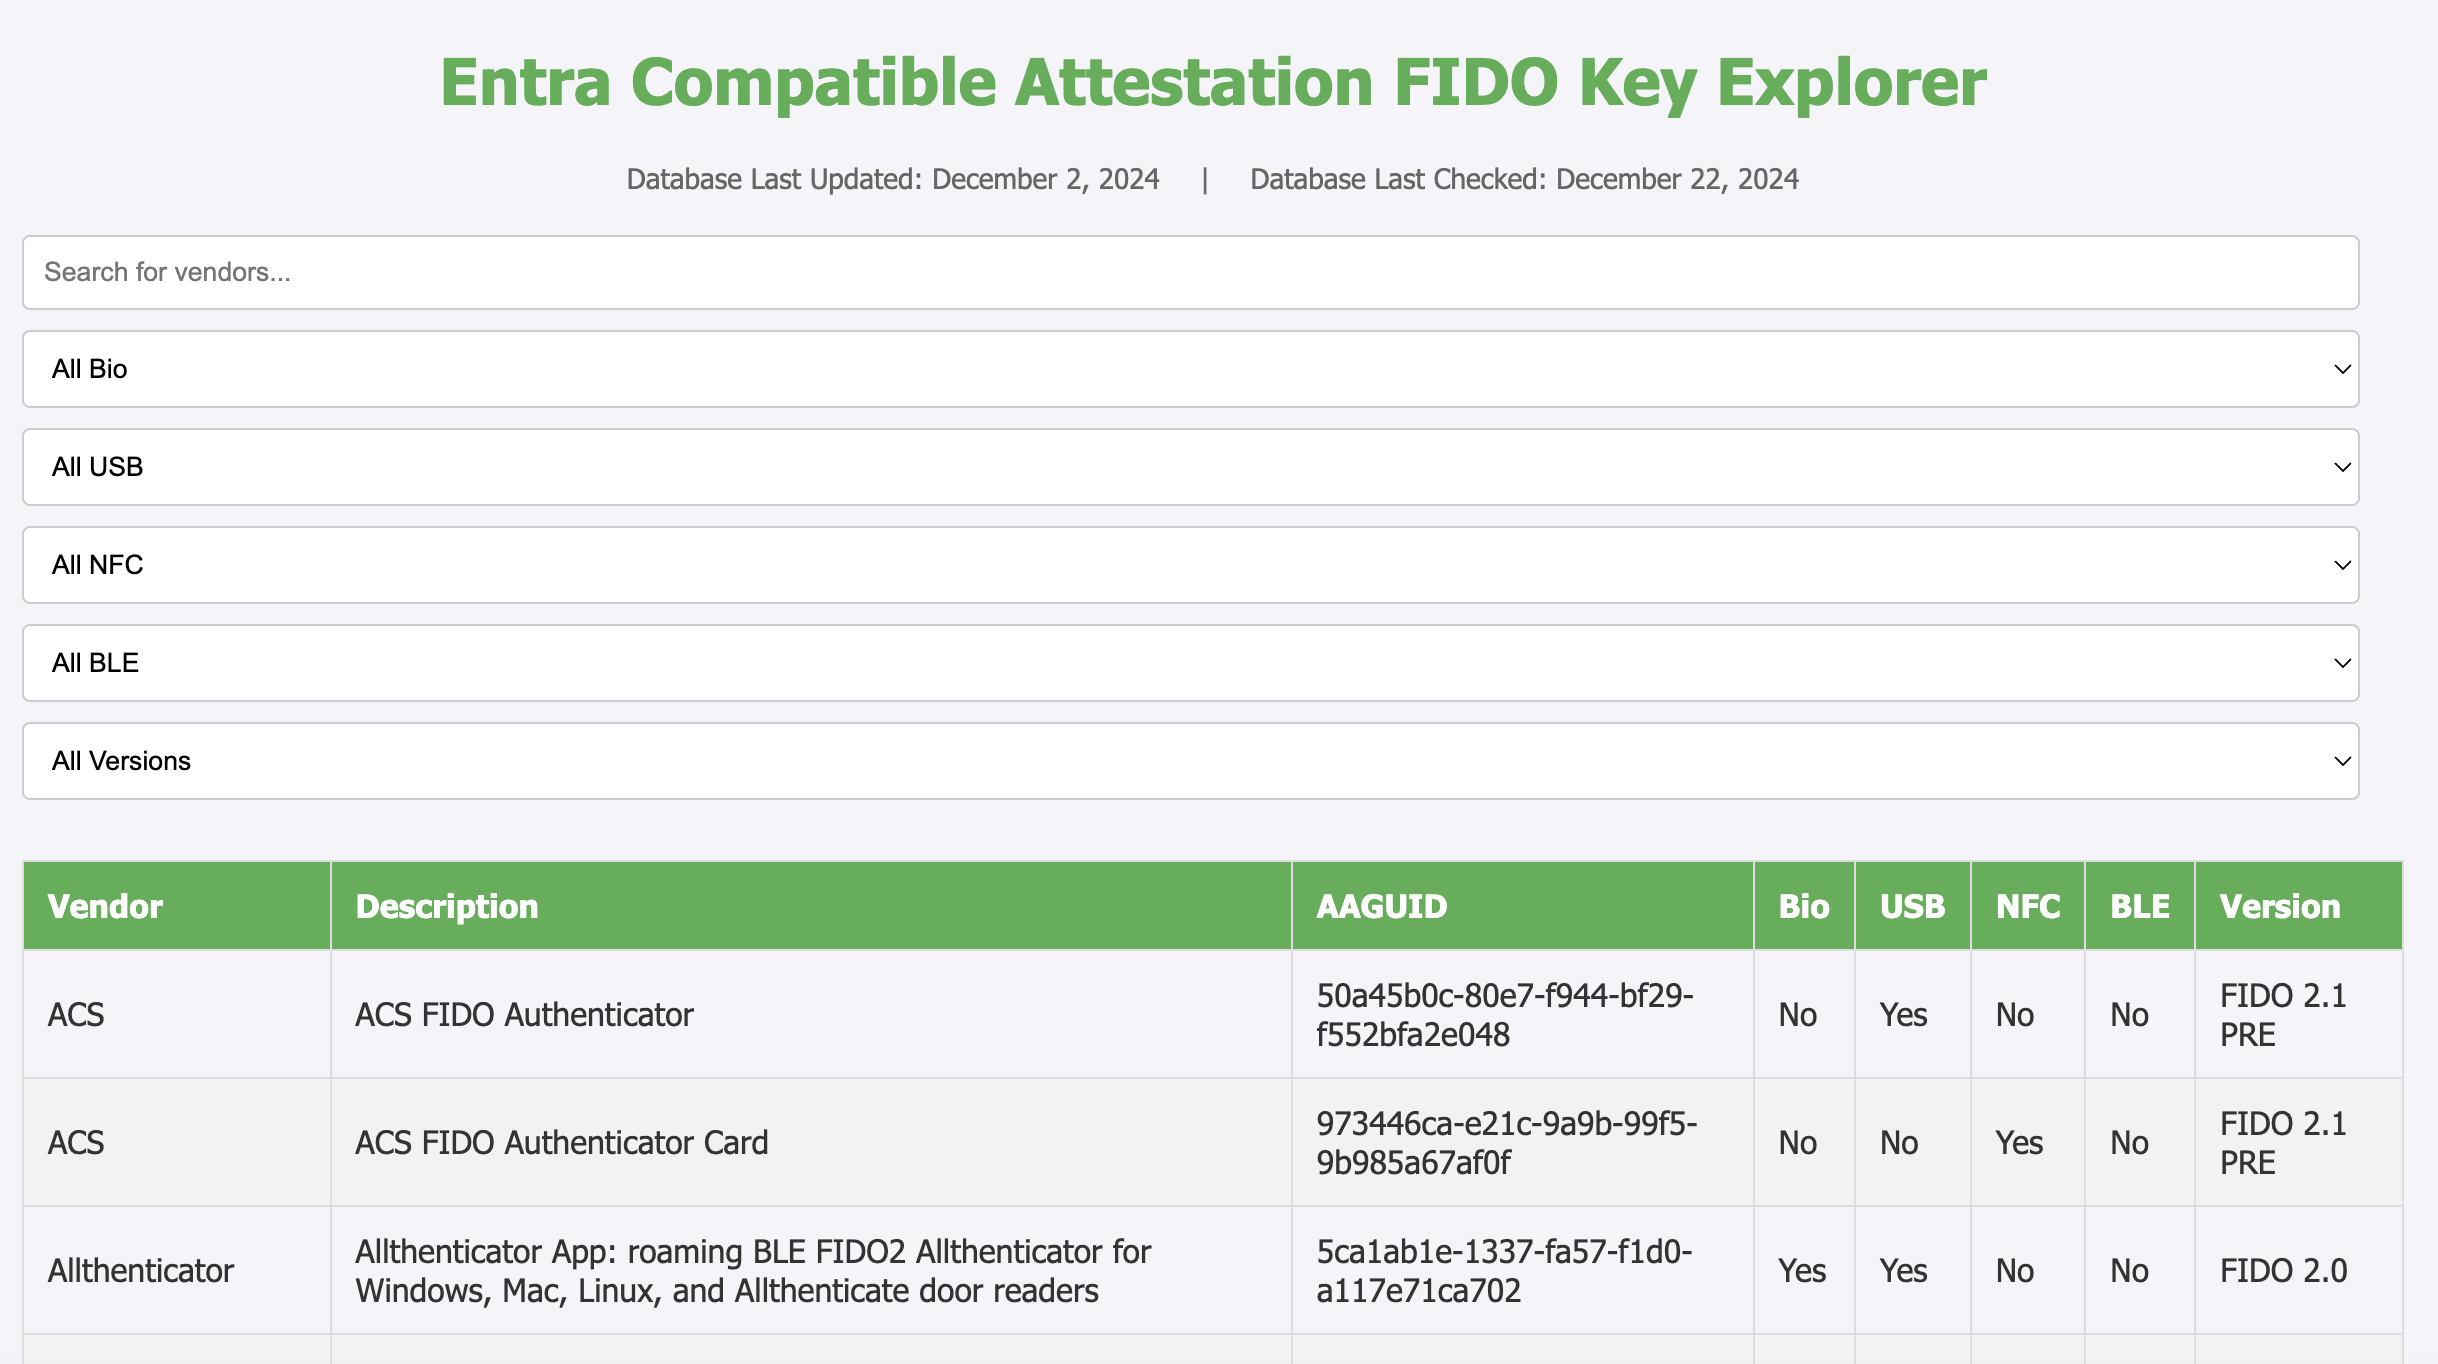 Entra Compatible Attestation FIDO Key Explorer
Database Last Updated: December 2, 2024 | Database Last Checked: December 22, 2024
Search for vendors...
All Bio
All USB
All NFC
All BLE
All Versions
Vendor Description AAGUID Bio USB NFC BLE Version
ACS ACS FIDO Authenticator 50a45b0c-80e7-f944-bf29-
f552bfa2e048 No Yes No No FIDO 2.1
PRE
ACS ACS FIDO Authenticator Card 973446ca-e21c-9a9b-99f5-
9b985a67af0f No No Yes No FIDO 2.1
PRE
Allthenticator Allthenticator App: roaming BLE FIDO2 Allthenticator for
Windows, Mac, Linux, and Allthenticate door readers 5ca1ab1e-1337-fa57-f1d0-
a117e71ca702 Yes Yes No No FIDO 2.0